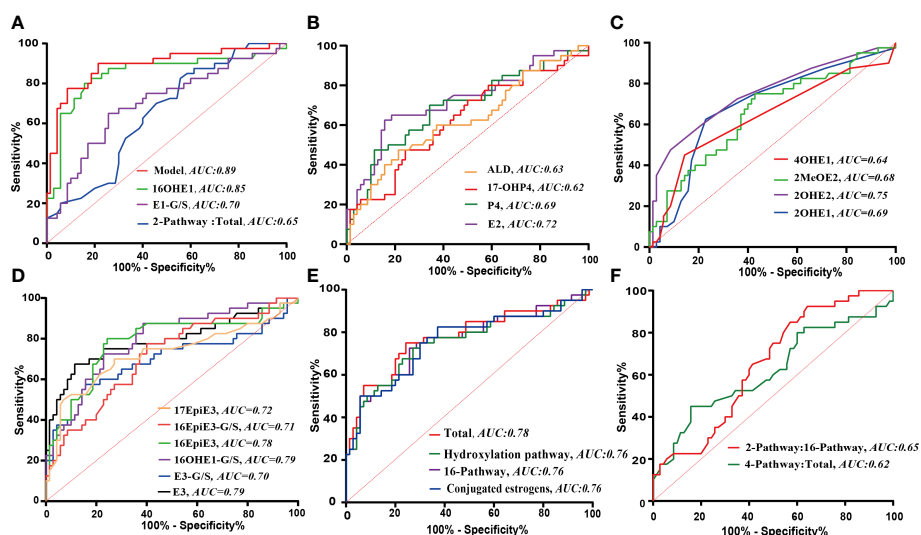 A
Sensitivity%
100
80
60
40
20
0
0 20 40 60 80 100
100% - Specificity%
Model, AUC:0.89
16OHE1, AUC:0.85
E1-G/S, AUC:0.70
2-Pathway :Total, AUC:0.65
B
Sensitivity%
100
80
60
40
20
0
0 20 40 60 80 100
100% - Specificity%
ALD, AUC:0.63
17-OHP4, AUC:0.62
P4, AUC:0.69
E2, AUC:0.72
C
Sensitivity%
100
80
60
40
20
0
0 20 40 60 80 100
100% - Specificity%
4OHE1, AUC=0.64
2MeOE2, AUC=0.68
2OHE2, AUC=0.75
2OHE1, AUC=0.69
D
Sensitivity%
100
80
60
40
20
0
0 20 40 60 80 100
100% - Specificity%
17EpiE3, AUC=0.72
16EpiE3-G/S, AUC=0.71
16EpiE3, AUC=0.78
16OHE1-G/S, AUC=0.79
E3-G/S, AUC=0.70
E3, AUC=0.79
E
Sensitivity%
100
80
60
40
20
0
0 20 40 60 80 100
100% - Specificity%
Total, AUC:0.78
Hydroxylation pathway, AUC:0.76
16-Pathway, AUC:0.76
Conjugated estrogens, AUC:0.76
F
Sensitivity%
100
80
60
40
20
0
0 20 40 60 80 100
100% - Specificity%
2-Pathway:16-Pathway, AUC:0.65
4-Pathway:Total, AUC:0.62